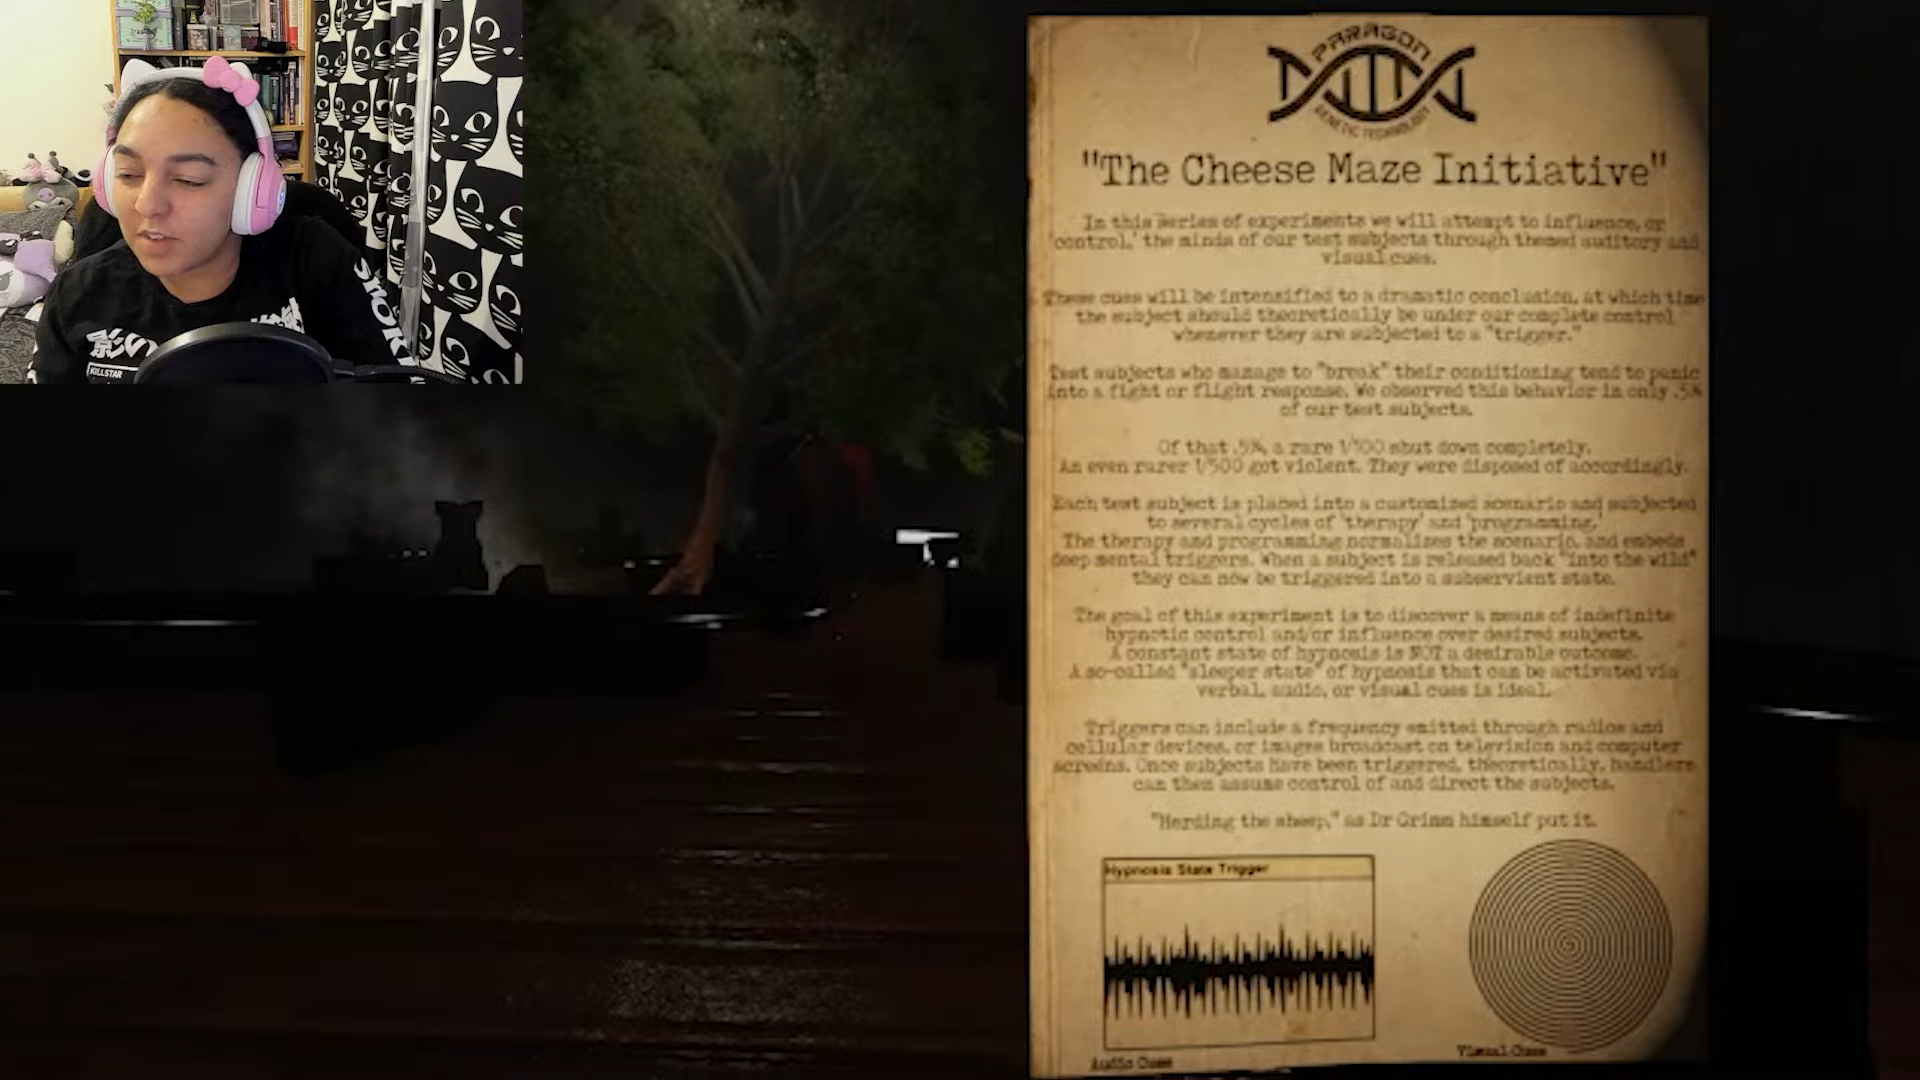 PARAGON
GENETIC TECHNOLOGY
"The Cheese Maze Initiative"
In this series of experiments we will attempt to influence, or
'control,' the minds of our test subjects through themed auditory and
visual cues.
These cues will be intensified to a dramatic conclusion, at which time
the subject should theoretically be under our complete control
whenever they are subjected to a "trigger."
Test subjects who manage to "break" their conditioning tend to panic
into a fight or flight response. We observed this behavior in only .5%
of our test subjects.
Of that .5%, a rare 1/500 shut down completely.
An even rarer 1/500 got violent. They were disposed of accordingly.
Each test subject is placed into a customized scenario and subjected
to several cycles of 'therapy' and 'programming.'
The therapy and programming normalizes the scenario, and embeds
deep mental triggers. When a subject is released back "into the wild"
they can now be triggered into a subservient state.
The goal of this experiment is to discover a means of indefinite
hypnotic control and/or influence over desired subjects.
A constant state of hypnosis is NOT a desirable outcome.
A so-called "sleeper state" of hypnosis that can be activated via
verbal, audio, or visual cues is ideal.
Triggers can include a frequency emitted through radios and
cellular devices, or images broadcast on television and computer
screens. Once subjects have been triggered, theoretically, handlers
can then assume control of and direct the subjects.
"Herding the sheep," as Dr Grimm himself put it.
Hypnosis State Trigger
Audio Cues
Visual Cues
影の
KILLSTAR
SMOKE